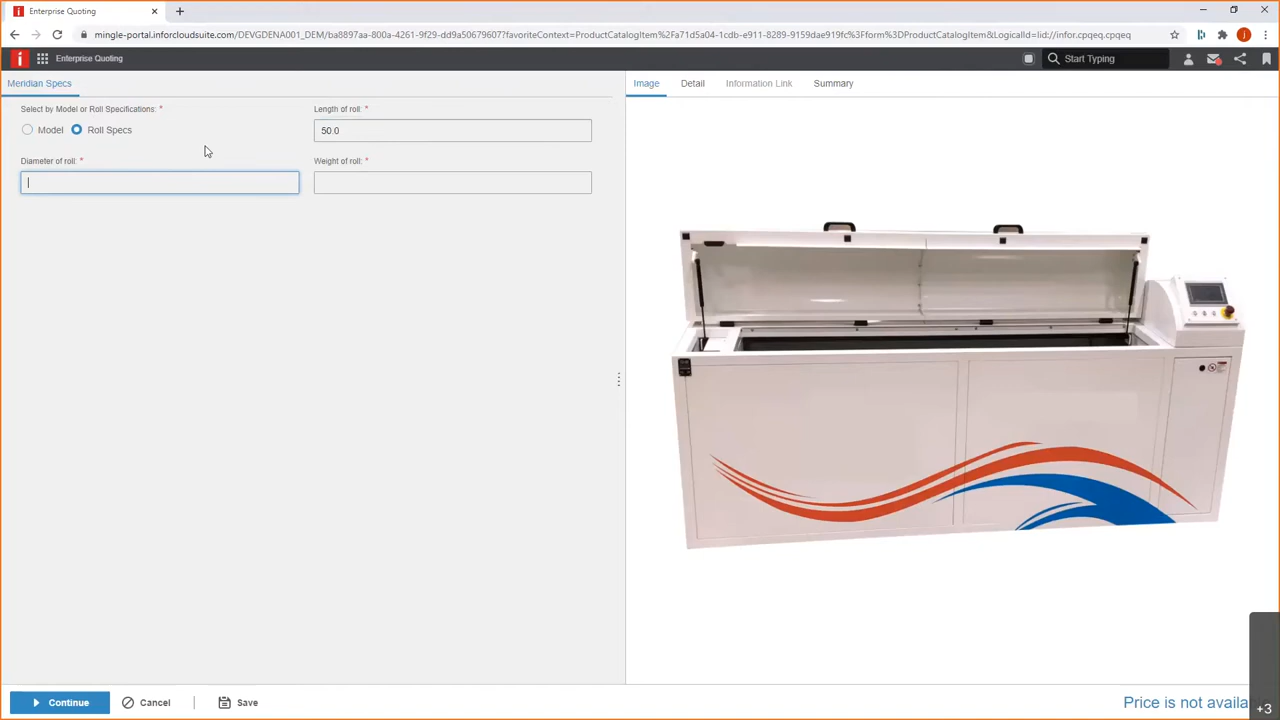 Enterprise Quoting
mingle-portal.inforcloudsuite.com/DEVGDENA001_DEM/ba8897aa-800a-4261-9f29-dd9a50679607?favoriteContext=ProductCatalogItem%2Fa71d5da6-1cdb-e911-8289-9159dae919fc%3Fform%3DProductCatalogItem&LogicalId=lid://infor.cpqeq.cpqeq
Enterprise Quoting
Start Typing
Meridian Specs
Image Detail Information Link Summary
Select by Model or Roll Specifications: *
Length of roll: *
Model Roll Specs
50.0
Diameter of roll: *
Weight of roll: *
Continue Cancel Save
Price is not availa
+3